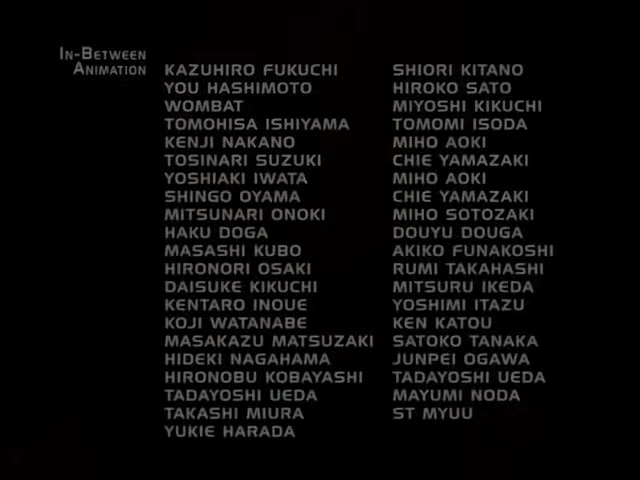 IN-BETWEEN
ANIMATION
KAZUHIRO FUKUCHI
YOU HASHIMOTO
WOMBAT
TOMOHISA ISHIYAMA
KENJI NAKANO
TOSINARI SUZUKI
YOSHIAKI IWATA
SHINGO OYAMA
MITSUNARI ONOKI
HAKU DOGA
MASASHI KUBO
HIRONORI OSAKI
DAISUKE KIKUCHI
KENTARO INOUE
KOJI WATANABE
MASAKAZU MATSUZAKI
HIDEKI NAGAHAMA
HIRONOBU KOBAYASHI
TADAYOSHI UEDA
TAKASHI MIURA
YUKIE HARADA
SHIORI KITANO
HIROKO SATO
MIYOSHI KIKUCHI
TOMOMI ISODA
MIHO AOKI
CHIE YAMAZAKI
MIHO AOKI
CHIE YAMAZAKI
MIHO SOTOZAKI
DOUYU DOUGA
AKIKO FUNAKOSHI
RUMI TAKAHASHI
MITSURU IKEDA
YOSHIMI ITAZU
KEN KATOU
SATOKO TANAKA
JUNPEI OGAWA
TADAYOSHI UEDA
MAYUMI NODA
ST MYUU